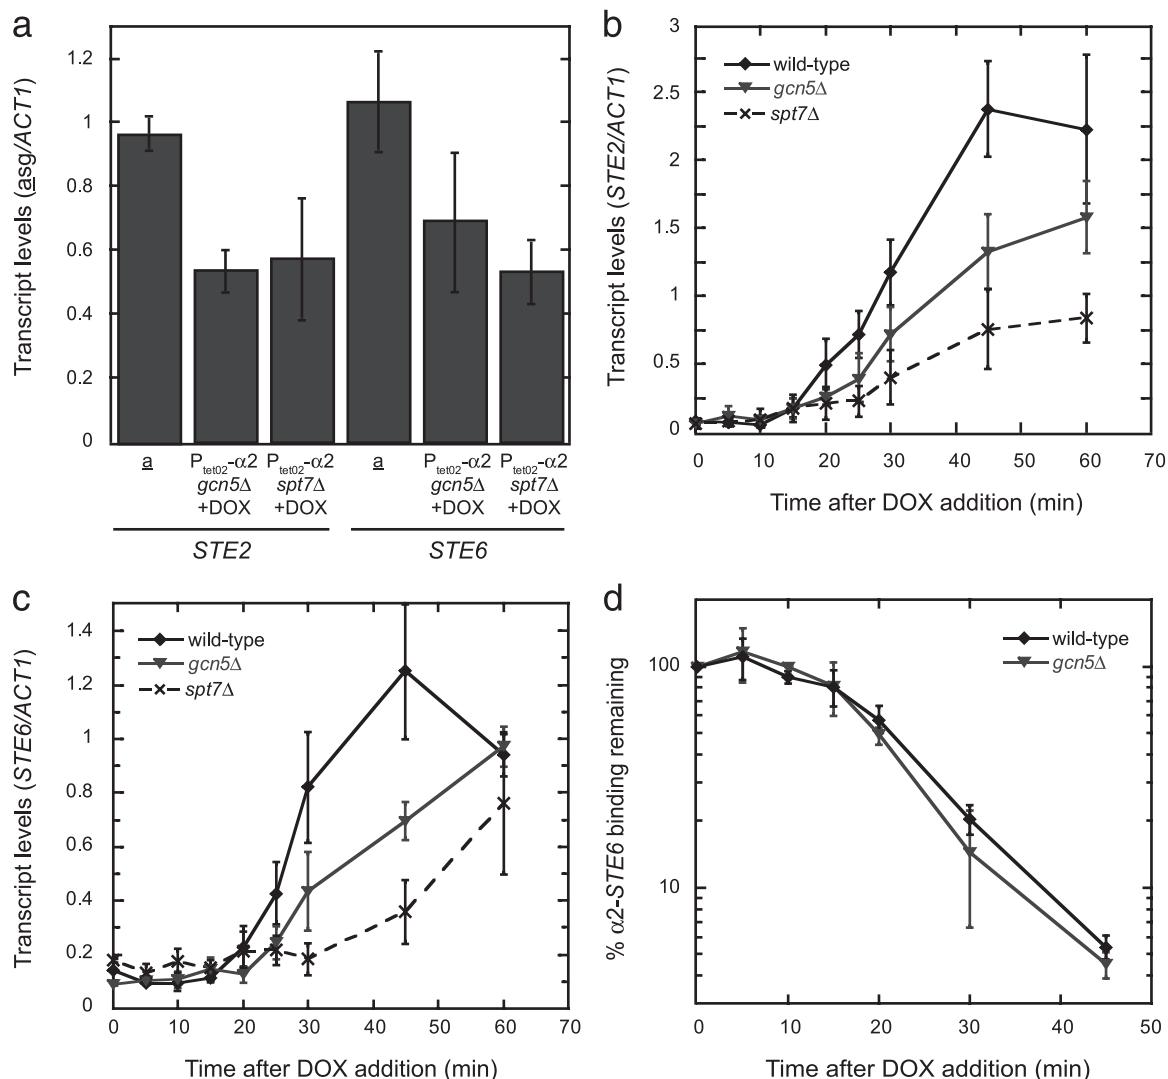 a
Transcript levels (asg/ACT1)
1.2
1
0.8
0.6
0.4
0.2
0
a
Ptet02-α2
gcn5Δ
+DOX
Ptet02-α2
spt7Δ
+DOX
a
Ptet02-α2
gcn5Δ
+DOX
Ptet02-α2
spt7Δ
+DOX
STE2
STE6
b
Transcript levels (STE2/ACT1)
3
2.5
2
1.5
1
0.5
0
wild-type
gcn5Δ
spt7Δ
0 10 20 30 40 50 60 70
Time after DOX addition (min)
c
Transcript levels (STE6/ACT1)
1.4
1.2
1
0.8
0.6
0.4
0.2
0
wild-type
gcn5Δ
spt7Δ
0 10 20 30 40 50 60 70
Time after DOX addition (min)
d
% α2-STE6 binding remaining
100
10
wild-type
gcn5Δ
0 10 20 30 40 50
Time after DOX addition (min)